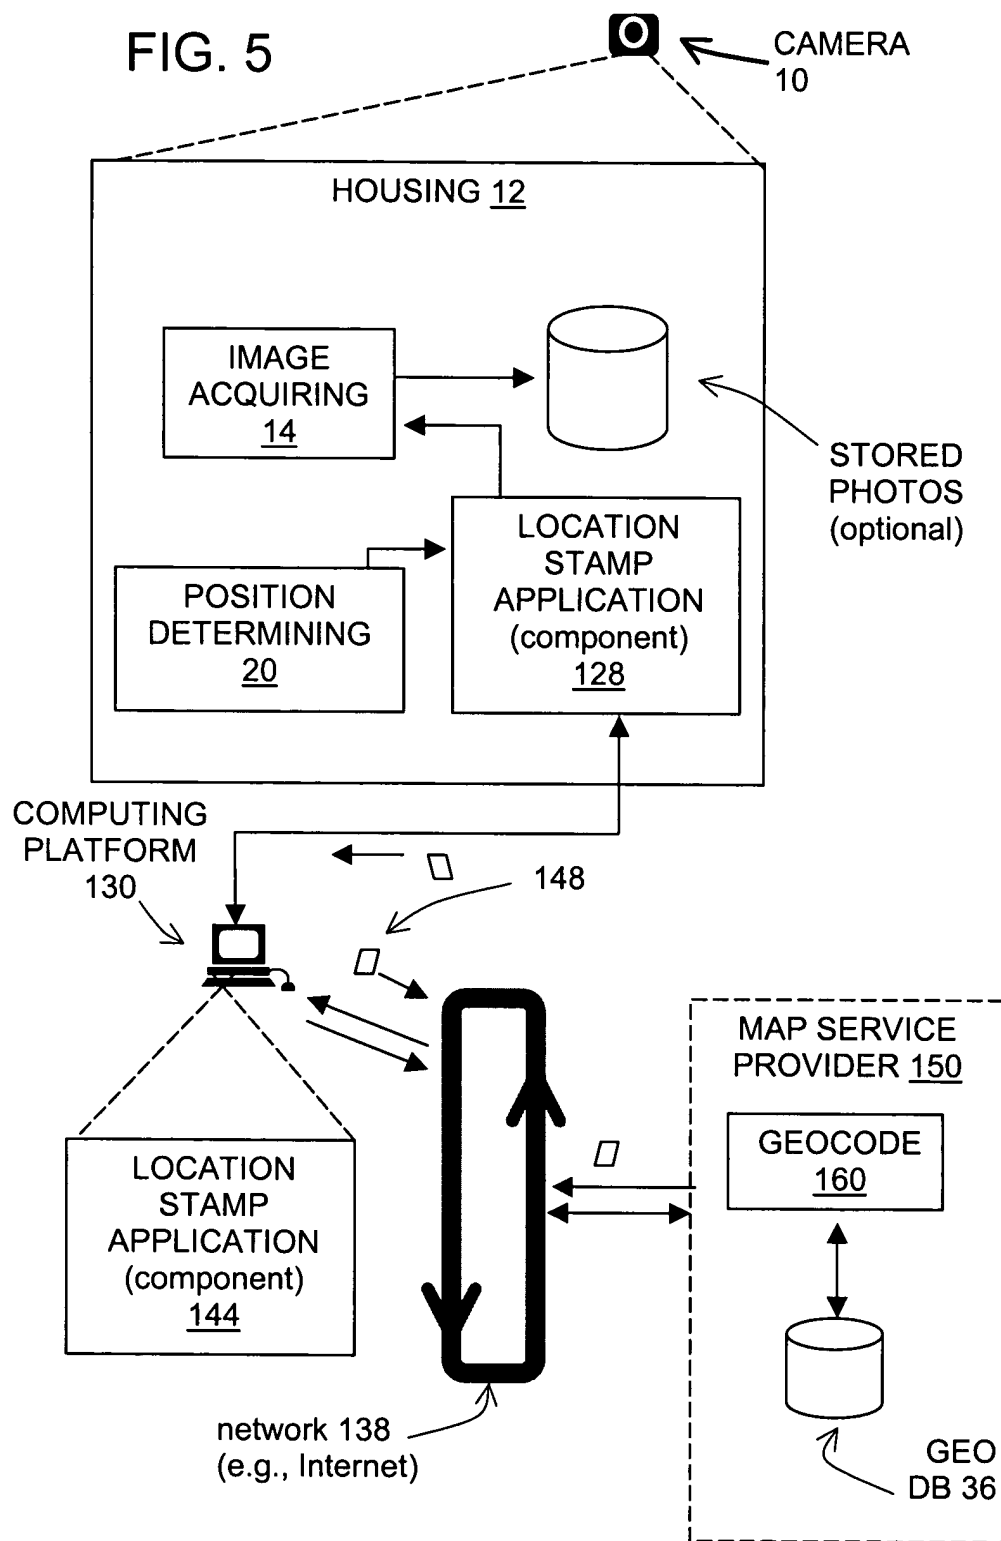 FIG. 5
CAMERA
10
HOUSING 12
IMAGE
ACQUIRING
14
STORED
PHOTOS
(optional)
LOCATION
STAMP
APPLICATION
(component)
128
POSITION
DETERMINING
20
COMPUTING
PLATFORM
130
148
MAP SERVICE
PROVIDER 150
GEOCODE
160
LOCATION
STAMP
APPLICATION
(component)
144
network 138
(e.g., Internet)
GEO
DB 36